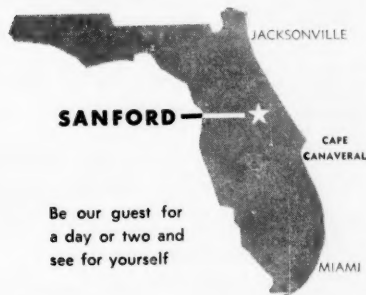 JACKSONVILLE
SANFORD
CAPE
CANAVERAL
Be our guest for
a day or two and
see for yourself
MIAMI